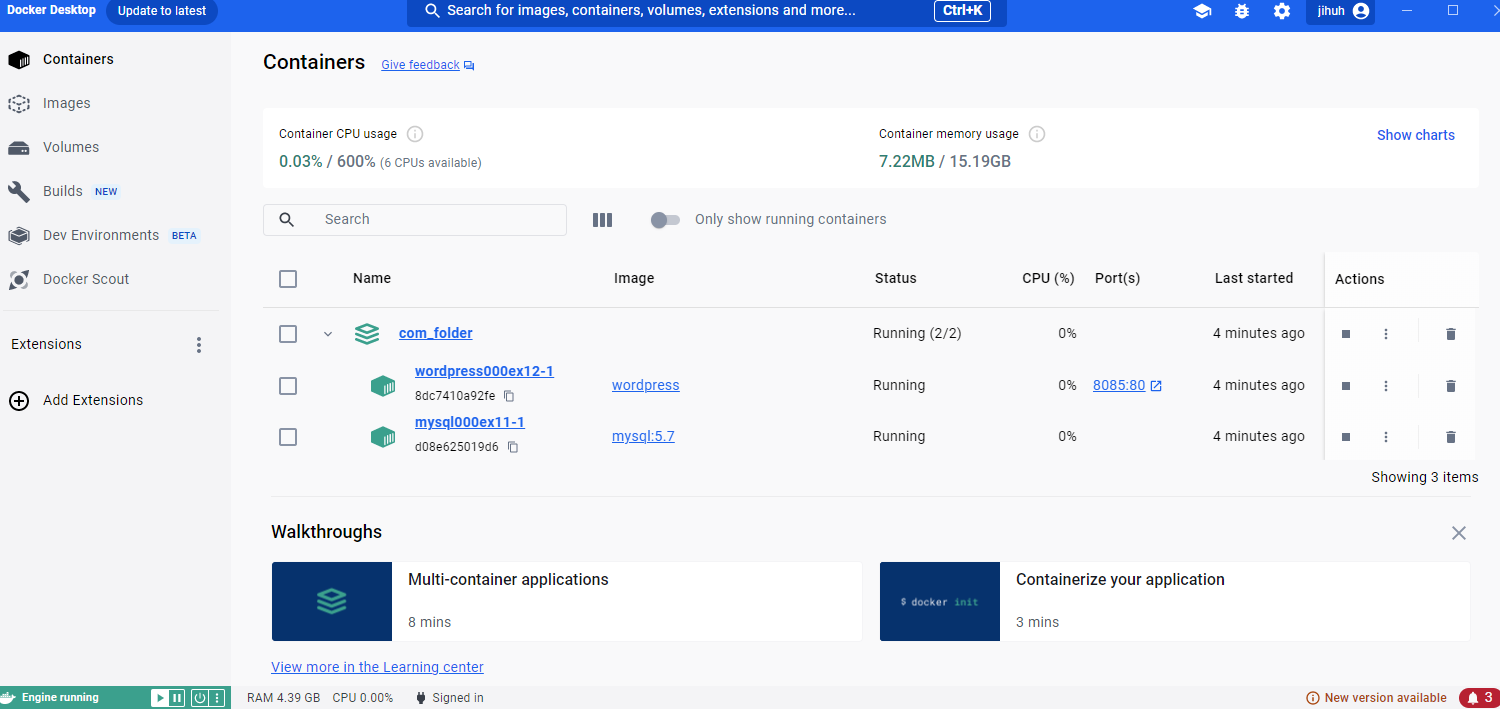 Docker Desktop Update to latest Search for images, containers, volumes, extensions and more... Ctrl+K jihuh
Containers
Images
Volumes
Builds NEW
Dev Environments BETA
Docker Scout
Extensions
Add Extensions
Containers Give feedback
Container CPU usage
0.03% / 600% (6 CPUs available)
Container memory usage
7.22MB / 15.19GB
Show charts
Search Only show running containers
Name Image Status CPU (%) Port(s) Last started Actions
com_folder Running (2/2) 0% 4 minutes ago
wordpress000ex12-1
8dc7410a92fe wordpress Running 0% 8085:80 4 minutes ago
mysql000ex11-1
d08e625019d6 mysql:5.7 Running 0% 4 minutes ago
Showing 3 items
Walkthroughs
Multi-container applications
8 mins
$ docker init
Containerize your application
3 mins
View more in the Learning center
Engine running RAM 4.39 GB CPU 0.00% Signed in New version available 3